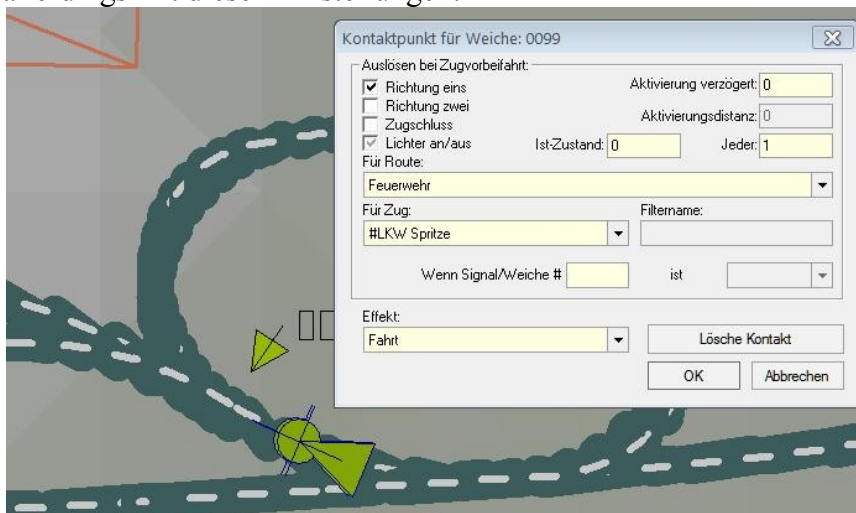 Kontaktpunkt für Weiche: 0099
Auslösen bei Zugvorbeifahrt:
Richtung eins
Aktivierung verzögert: 0
Richtung zwei
Aktivierungsdistanz: 0
Zugschluss
Lichter an/aus
Ist-Zustand: 0
Jeder: 1
Für Route:
Feuerwehr
Für Zug:
Filtername:
#LKW Spritze
Wenn Signal/Weiche #
ist
Effekt:
Fahrt
Lösche Kontakt
OK
Abbrechen